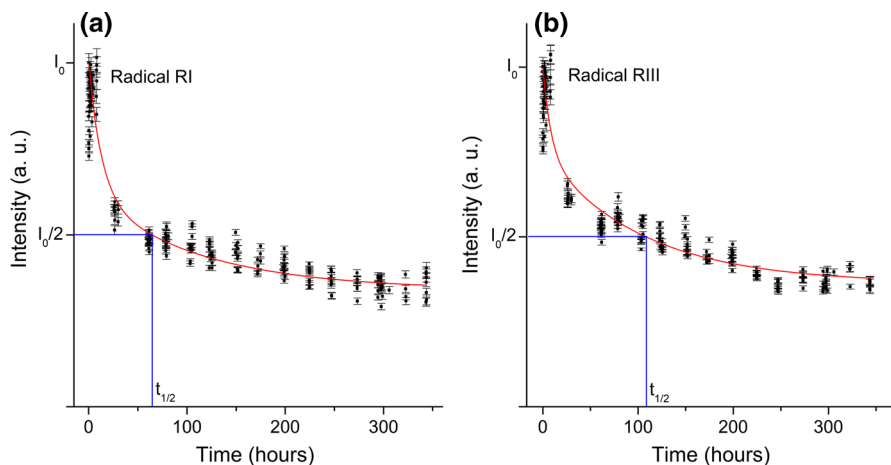 (a)
Radical RI
I₀
I₀/2
t₁/₂
Intensity (a. u.)
0 100 200 300
Time (hours)
(b)
Radical RIII
I₀
I₀/2
t₁/₂
Intensity (a. u.)
0 100 200 300
Time (hours)